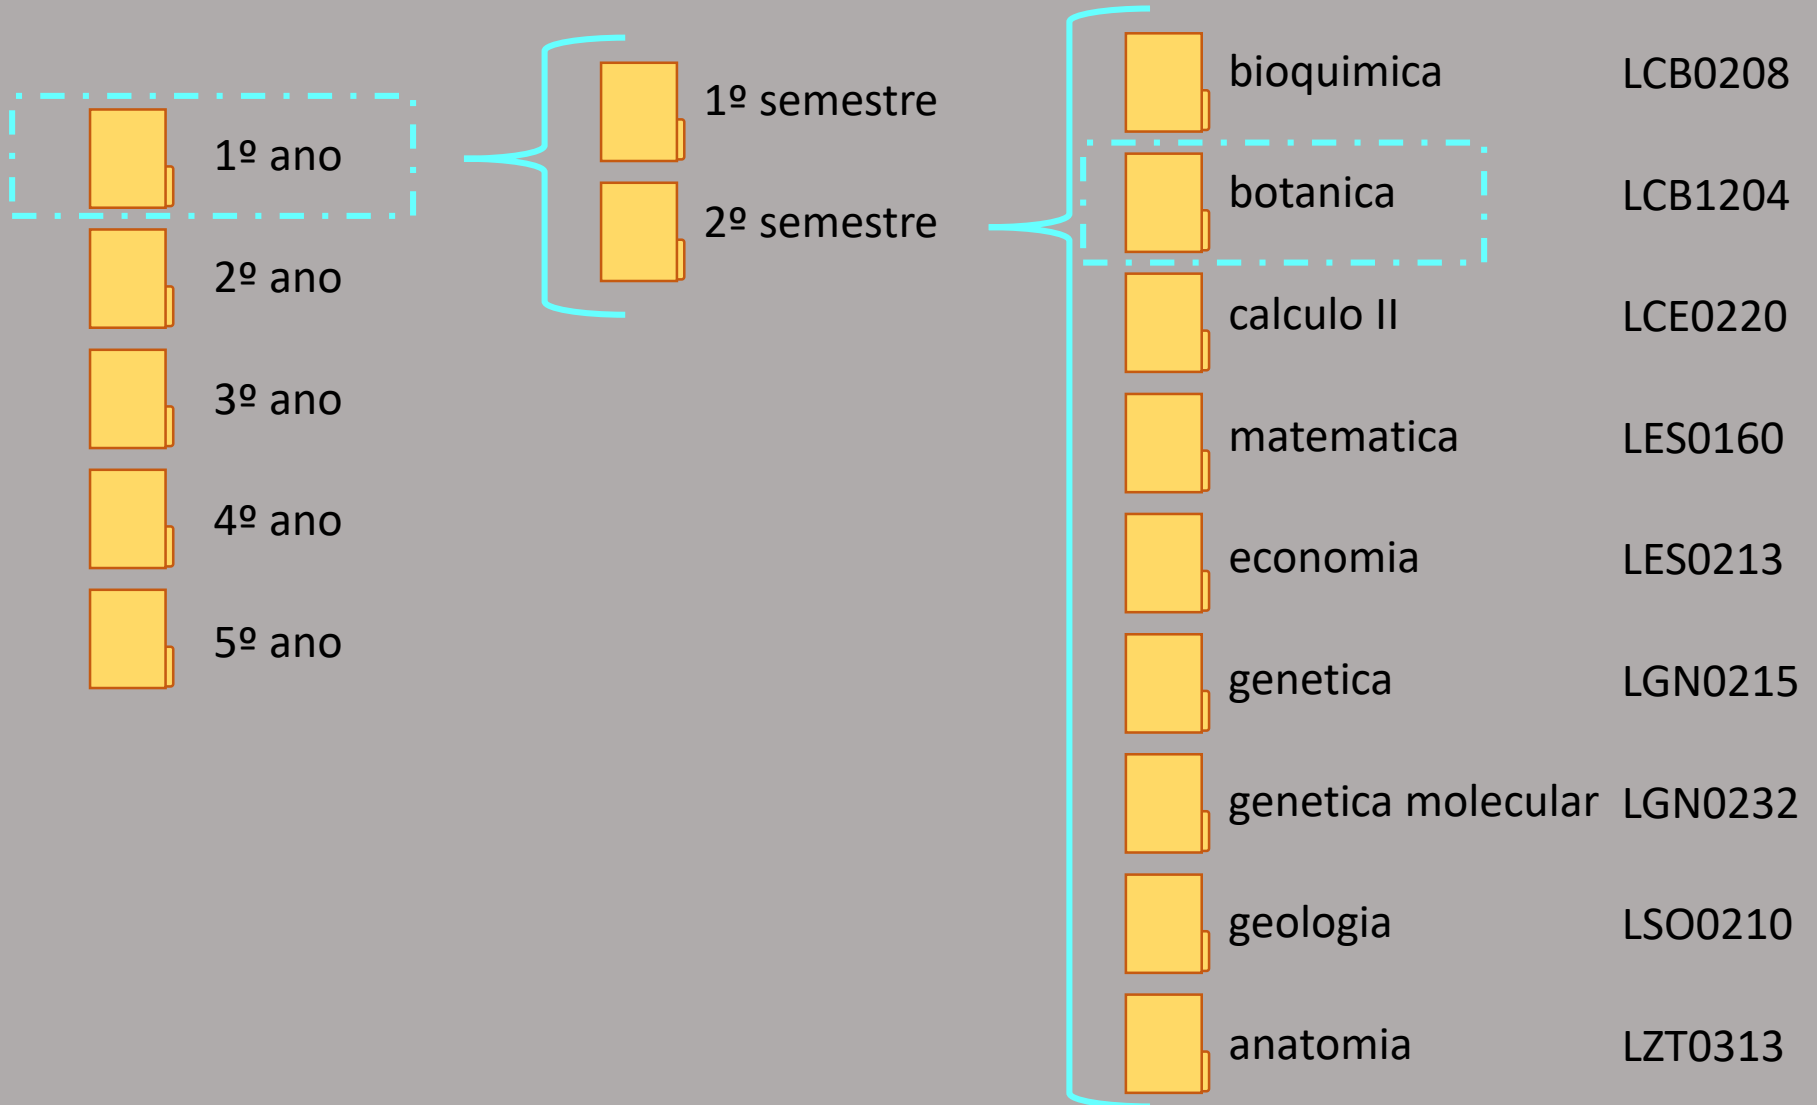 1º ano
2º ano
3º ano
4º ano
5º ano
1º semestre
2º semestre
bioquimica LCB0208
botanica LCB1204
calculo II LCE0220
matematica LES0160
economia LES0213
genetica LGN0215
genetica molecular LGN0232
geologia LSO0210
anatomia LZT0313